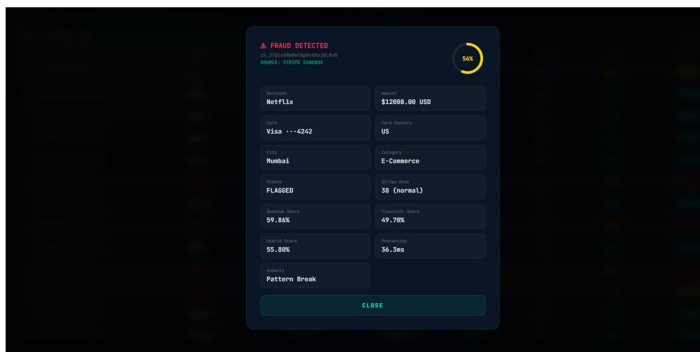 ⚠ FRAUD DETECTED
SOURCE: STRIPE SANDBOX
56%
Merchant
Netflix
Amount
$12008.00 USD
Card
Visa ···4242
Card Country
US
City
Mumbai
Category
E-Commerce
Status
FLAGGED
Stripe Risk
38 (normal)
Quantum Score
59.86%
Classical Score
49.70%
Hybrid Score
55.80%
Processing
36.3ms
Anomaly
Pattern Break
CLOSE